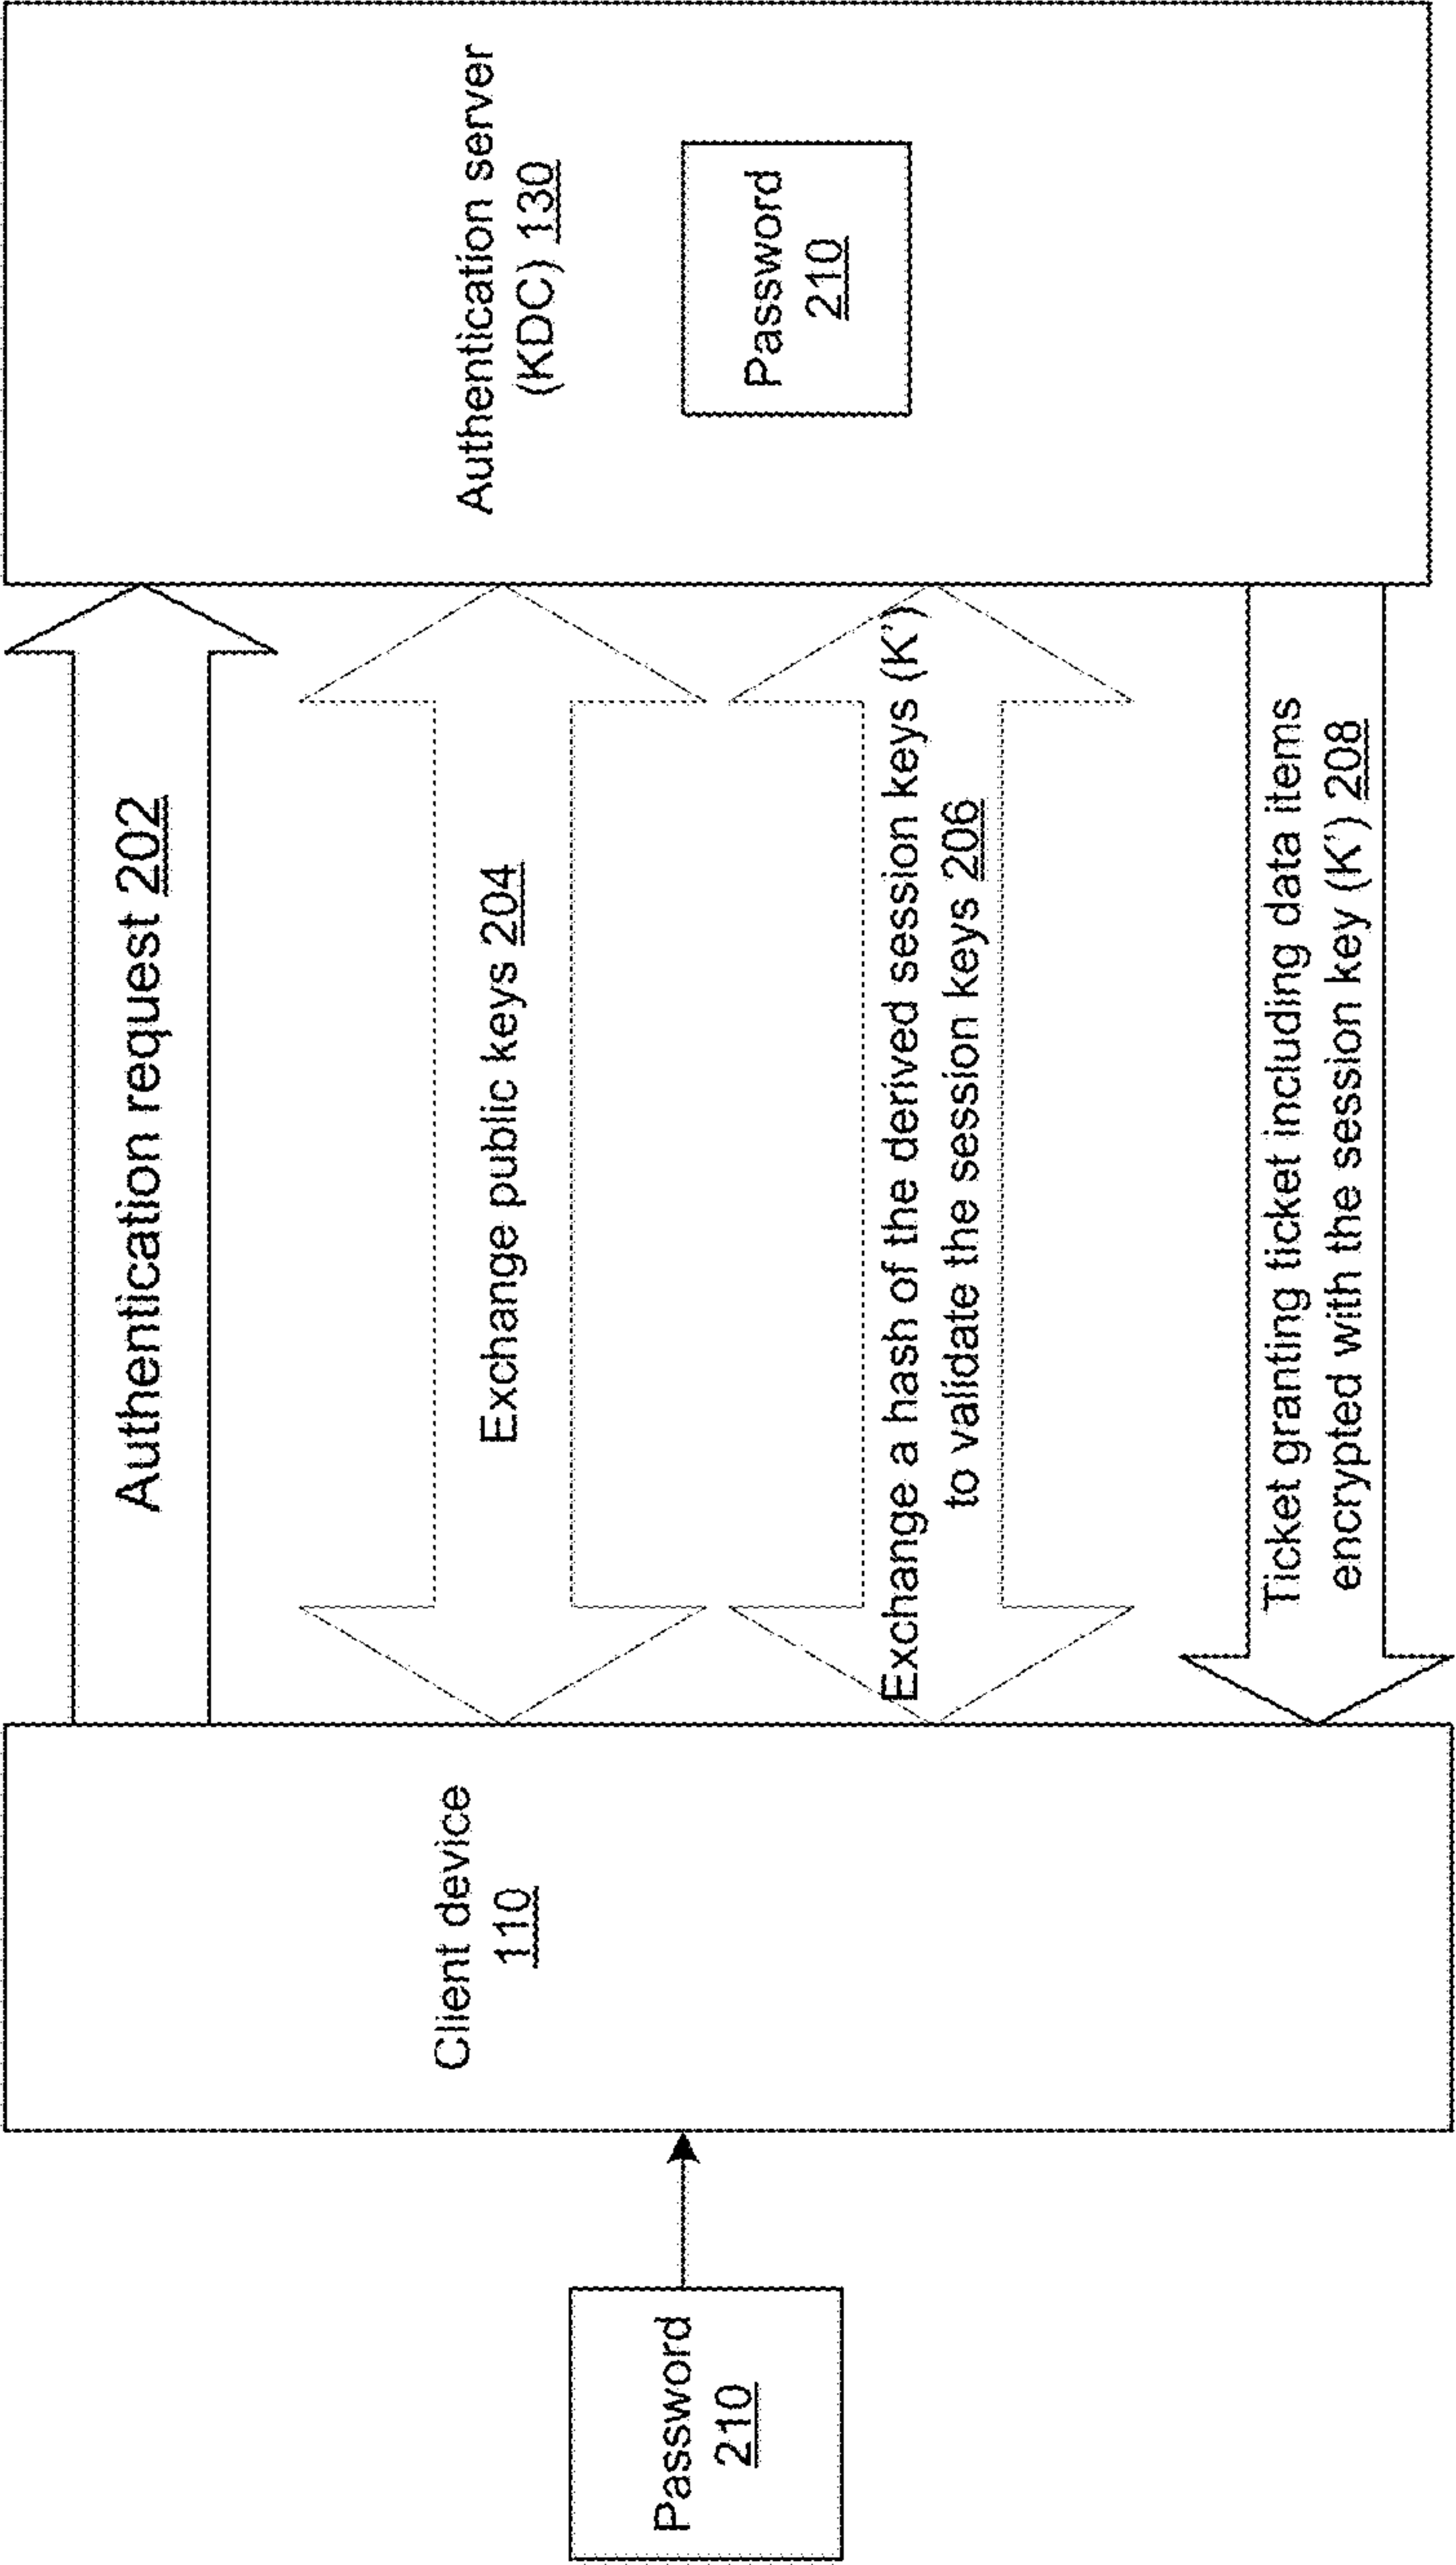 Password
210
Client device
110
Authentication request 202
Exchange public keys 204
Exchange a hash of the derived session keys (K’)
to validate the session keys 206
Ticket granting ticket including data items
encrypted with the session key (K’) 208
Authentication server
(KDC) 130
Password
210